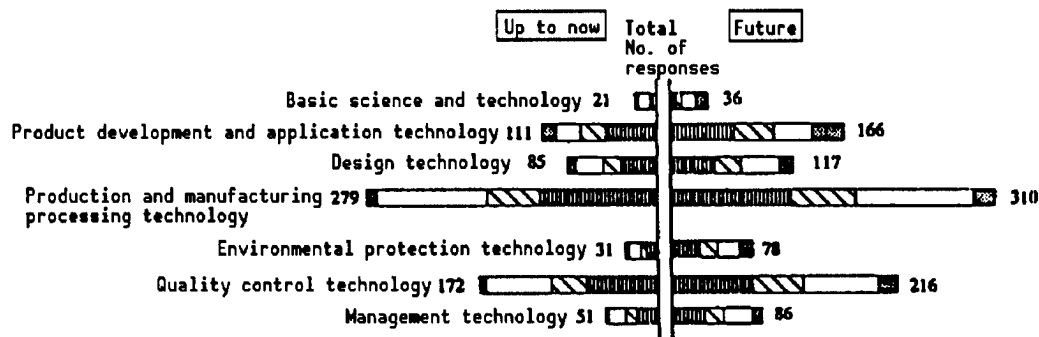 Up to now Total Future
No. of
responses
Basic science and technology 21 36
Product development and application technology 111 166
Design technology 85 117
Production and manufacturing 279 310
processing technology
Environmental protection technology 31 78
Quality control technology 172 216
Management technology 51 86